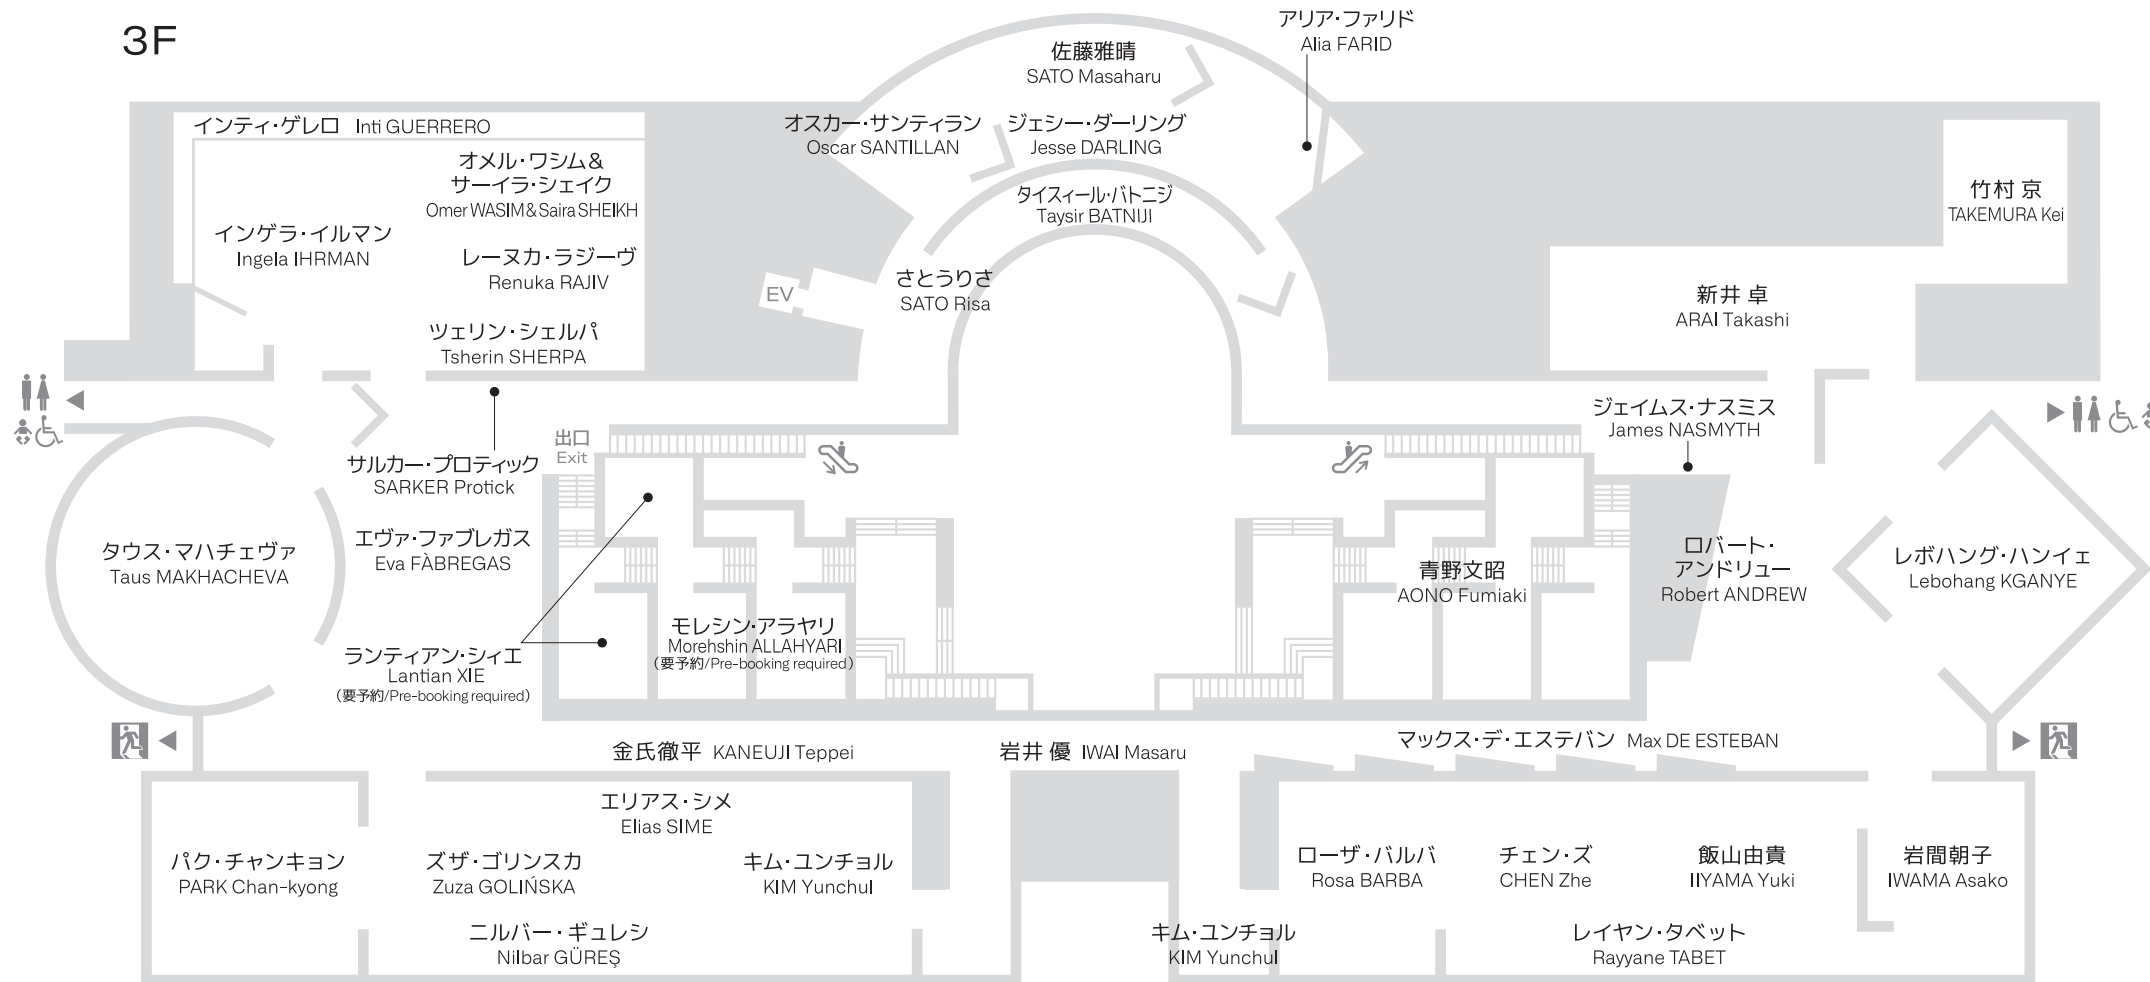 3F
アリア・ファリド
Alia FARID
佐藤雅晴
SATO Masaharu
インティ・ゲレロ Inti GUERRERO
オスカー・サンティラン
Oscar SANTILLAN
ジェシー・ダーリング
Jesse DARLING
オメル・ワシム&
サーイラ・シェイク
Omer WASIM&Saira SHEIKH
タイスィール・バトニジ
Taysir BATNIJI
竹村 京
TAKEMURA Kei
インゲラ・イルマン
Ingela IHRMAN
レーヌカ・ラジーヴ
Renuka RAJIV
さとうりさ
SATO Risa
EV
新井 卓
ARAI Takashi
ツェリン・シェルパ
Tsherin SHERPA
ジェイムス・ナスミス
James NASMYTH
出口
Exit
サルカー・プロティック
SARKER Protick
タウス・マハチェヴァ
Taus MAKHACHEVA
エヴァ・ファブレガス
Eva FÀBREGAS
青野文昭
AONO Fumiaki
ロバート・
アンドリュー
Robert ANDREW
レボハング・ハンイェ
Lebohang KGANYE
ランティアン・シィエ
Lantian XIE
(要予約/Pre-booking required)
モレシン・アラヤリ
Morehshin ALLAHYARI
(要予約/Pre-booking required)
金氏徹平 KANEUJI Teppei
岩井 優 IWAI Masaru
マックス・デ・エステバン Max DE ESTEBAN
エリアス・シメ
Elias SIME
パク・チャンキョン
PARK Chan-kyong
ズザ・ゴリンスカ
Zuza GOLIŃSKA
キム・ユンチョル
KIM Yunchul
ローザ・バルバ
Rosa BARBA
チェン・ズ
CHEN Zhe
飯山由貴
IIYAMA Yuki
岩間朝子
IWAMA Asako
ニルバー・ギュレシ
Nilbar GÜREŞ
キム・ユンチョル
KIM Yunchul
レイヤン・タベット
Rayyane TABET